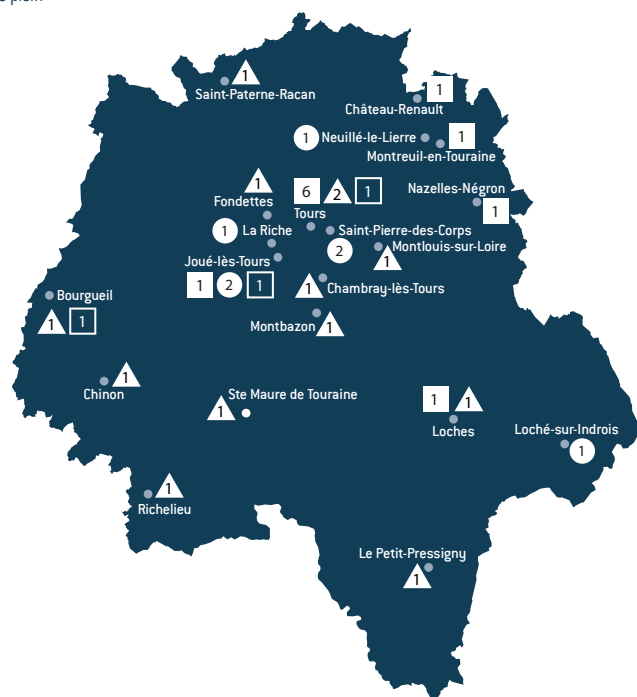 plein
1
Saint-Paterne-Racan
1
Château-Renault
1 Neuillé-le-Lierre
1
Montreuil-en-Touraine
1
Fondettes
6 2 1
Tours
Nazelles-Négron
1
1 La Riche
Saint-Pierre-des-Corps
2
Montlouis-sur-Loire
1
Joué-lès-Tours
1 2 1
1 Chambray-lès-Tours
Bourgueil
1 1
Montbazon 1
Chinon 1
Ste Maure de Touraine
1
1 1
Loches
Loché-sur-Indrois
1
1
Richelieu
Le Petit-Pressigny
1